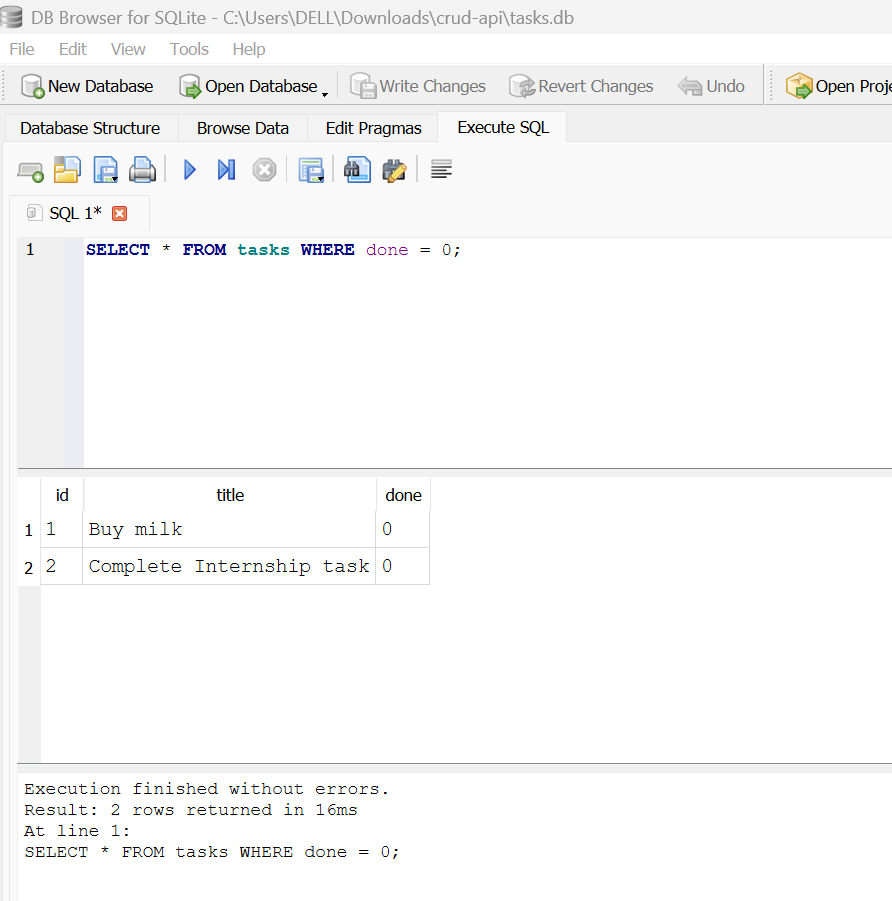 DB Browser for SQLite - C:\Users\DELL\Downloads\crud-api\tasks.db
File Edit View Tools Help
New Database Open Database Write Changes Revert Changes Undo Open Proje
Database Structure Browse Data Edit Pragmas Execute SQL
SQL 1*
1 SELECT * FROM tasks WHERE done = 0;
id title done
1 1 Buy milk 0
2 2 Complete Internship task 0
Execution finished without errors.
Result: 2 rows returned in 16ms
At line 1:
SELECT * FROM tasks WHERE done = 0;